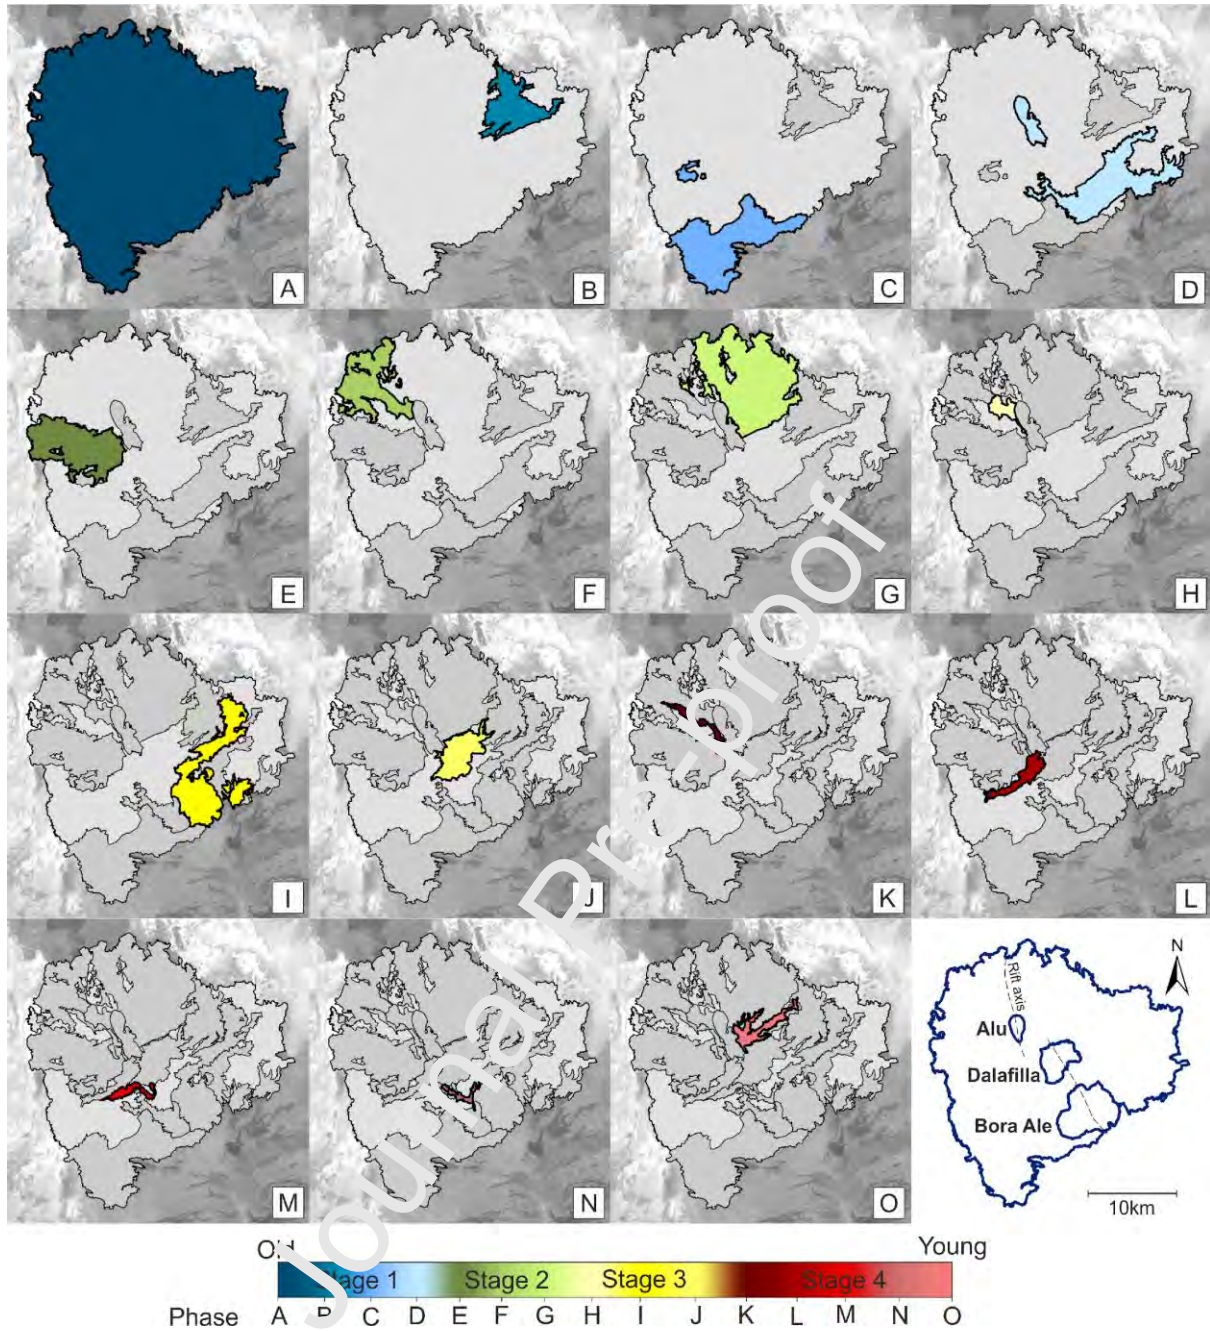 A
B
C
D
E
F
G
H
I
J
K
L
M
N
O
N
Rift axis
Alu
Dalafilla
Bora Ale
10km
Journal Pre-proof
Old
Young
Stage 1
Stage 2
Stage 3
Stage 4
Phase
A B C D E F G H I J K L M N O